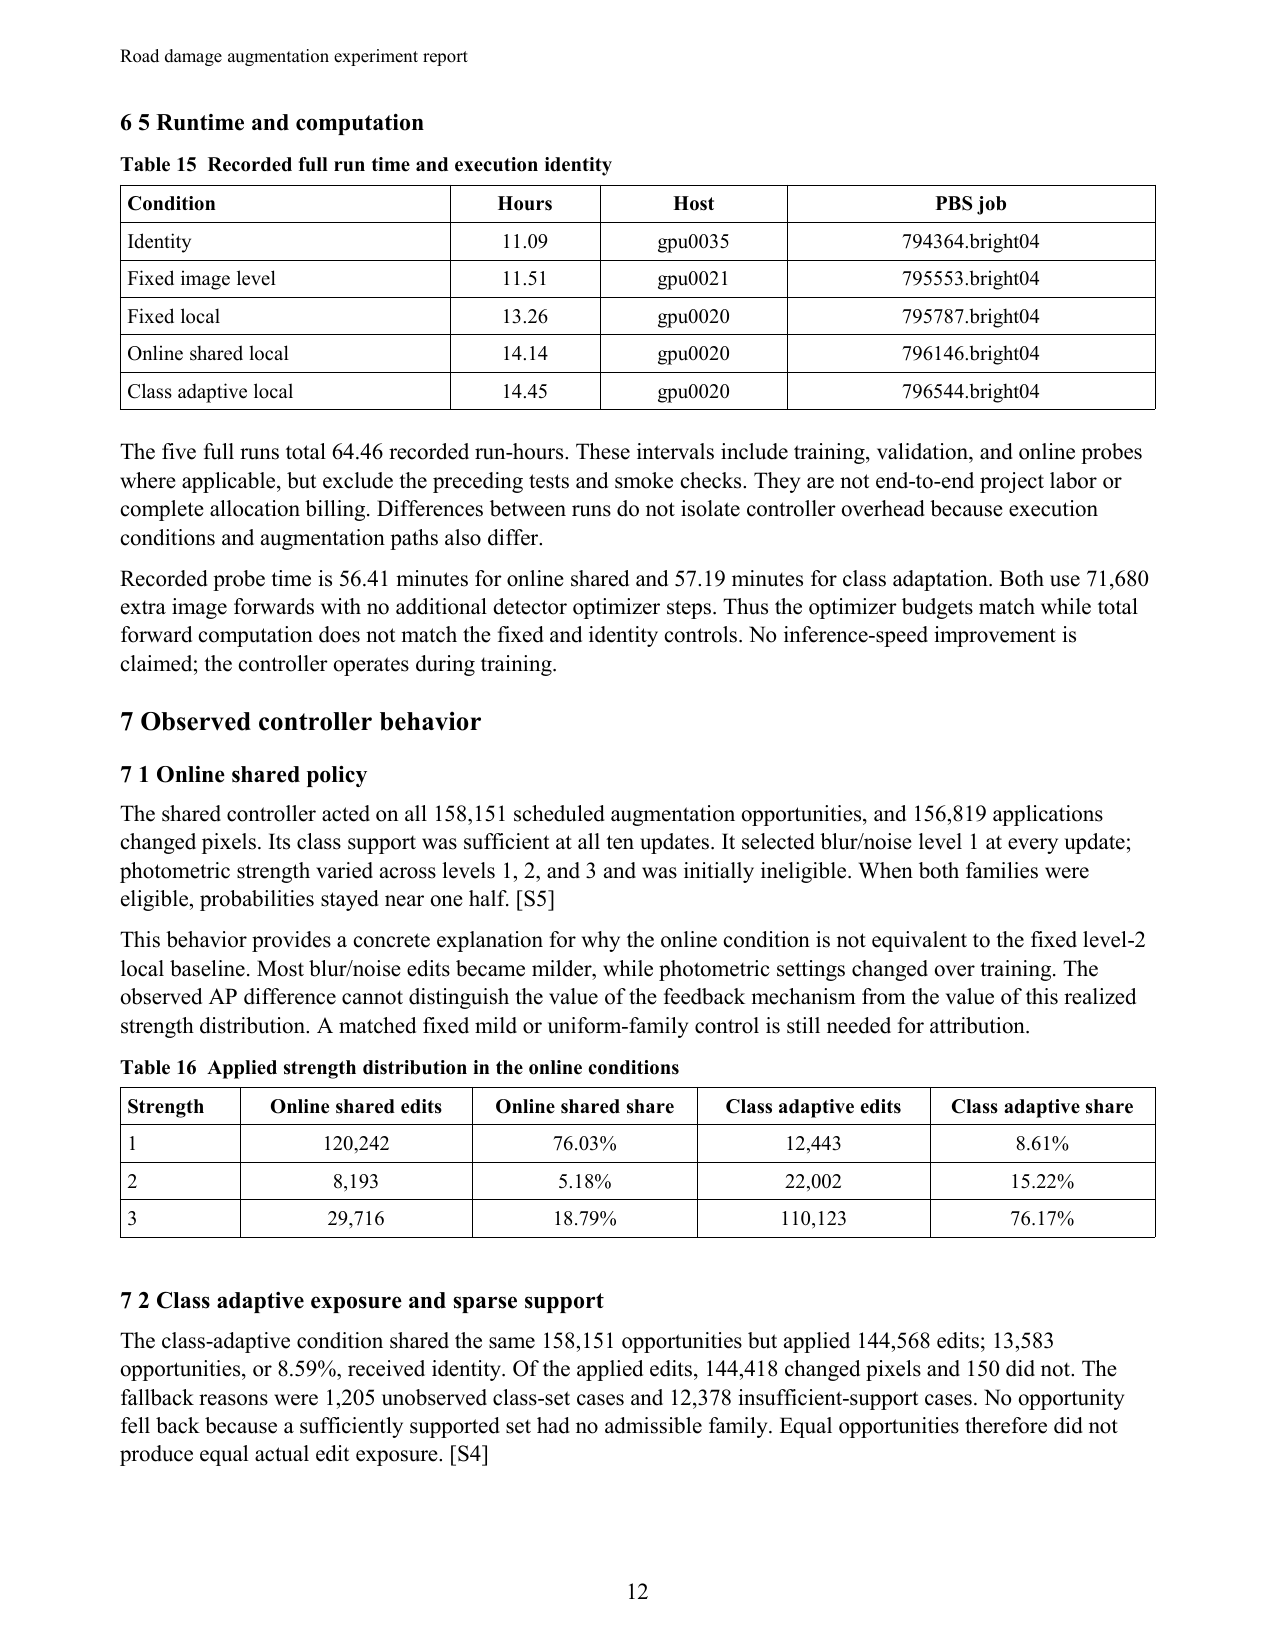 Road damage augmentation experiment report
6 5 Runtime and computation
Table 15 Recorded full run time and execution identity
Condition Hours Host PBS job
Identity 11.09 gpu0035 794364.bright04
Fixed image level 11.51 gpu0021 795553.bright04
Fixed local 13.26 gpu0020 795787.bright04
Online shared local 14.14 gpu0020 796146.bright04
Class adaptive local 14.45 gpu0020 796544.bright04
The five full runs total 64.46 recorded run-hours. These intervals include training, validation, and online probes
where applicable, but exclude the preceding tests and smoke checks. They are not end-to-end project labor or
complete allocation billing. Differences between runs do not isolate controller overhead because execution
conditions and augmentation paths also differ.
Recorded probe time is 56.41 minutes for online shared and 57.19 minutes for class adaptation. Both use 71,680
extra image forwards with no additional detector optimizer steps. Thus the optimizer budgets match while total
forward computation does not match the fixed and identity controls. No inference-speed improvement is
claimed; the controller operates during training.
7 Observed controller behavior
7 1 Online shared policy
The shared controller acted on all 158,151 scheduled augmentation opportunities, and 156,819 applications
changed pixels. Its class support was sufficient at all ten updates. It selected blur/noise level 1 at every update;
photometric strength varied across levels 1, 2, and 3 and was initially ineligible. When both families were
eligible, probabilities stayed near one half. [S5]
This behavior provides a concrete explanation for why the online condition is not equivalent to the fixed level-2
local baseline. Most blur/noise edits became milder, while photometric settings changed over training. The
observed AP difference cannot distinguish the value of the feedback mechanism from the value of this realized
strength distribution. A matched fixed mild or uniform-family control is still needed for attribution.
Table 16 Applied strength distribution in the online conditions
Strength Online shared edits Online shared share Class adaptive edits Class adaptive share
1 120,242 76.03% 12,443 8.61%
2 8,193 5.18% 22,002 15.22%
3 29,716 18.79% 110,123 76.17%
7 2 Class adaptive exposure and sparse support
The class-adaptive condition shared the same 158,151 opportunities but applied 144,568 edits; 13,583
opportunities, or 8.59%, received identity. Of the applied edits, 144,418 changed pixels and 150 did not. The
fallback reasons were 1,205 unobserved class-set cases and 12,378 insufficient-support cases. No opportunity
fell back because a sufficiently supported set had no admissible family. Equal opportunities therefore did not
produce equal actual edit exposure. [S4]
12